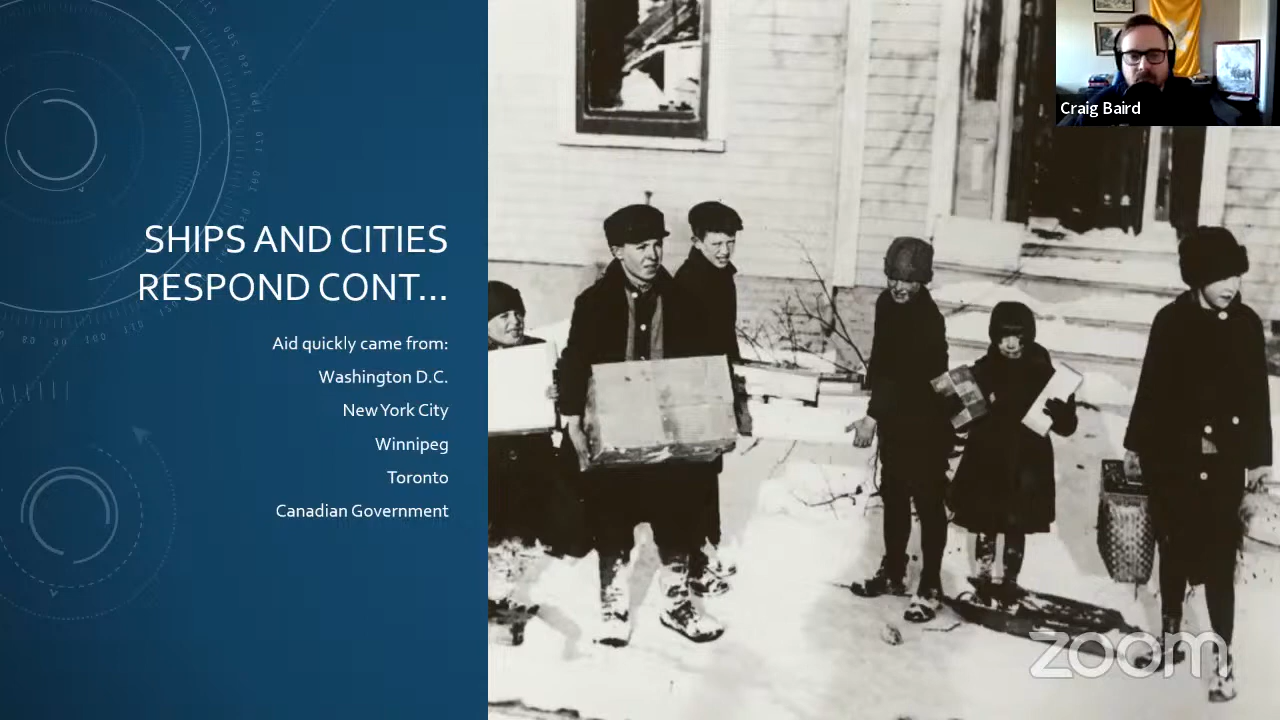 SHIPS AND CITIES
RESPOND CONT...
Aid quickly came from:
Washington D.C.
New York City
Winnipeg
Toronto
Canadian Government
Craig Baird
zoom